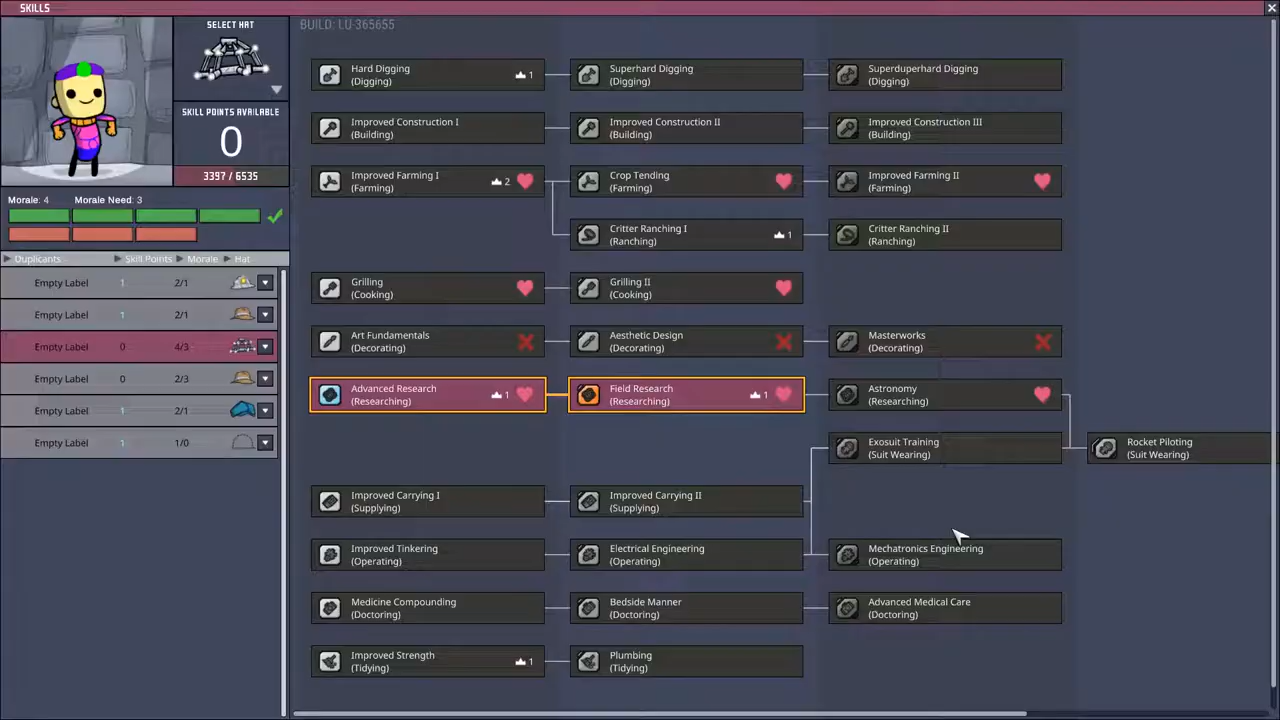 SKILLS
SELECT HAT
SKILL POINTS AVAILABLE
0
3397 / 6535
Morale: 4 Morale Need: 3
Duplicants Skill Points Morale Hat
Empty Label 1 2/1
Empty Label 1 2/1
Empty Label 0 4/3
Empty Label 0 2/3
Empty Label 1 2/1
Empty Label 1 1/0
BUILD: LU-365655
Hard Digging
(Digging)
1
Superhard Digging
(Digging)
Superduperhard Digging
(Digging)
Improved Construction I
(Building)
Improved Construction II
(Building)
Improved Construction III
(Building)
Improved Farming I
(Farming)
2
Crop Tending
(Farming)
Improved Farming II
(Farming)
Critter Ranching I
(Ranching)
1
Critter Ranching II
(Ranching)
Grilling
(Cooking)
Grilling II
(Cooking)
Art Fundamentals
(Decorating)
Aesthetic Design
(Decorating)
Masterworks
(Decorating)
Advanced Research
(Researching)
1
Field Research
(Researching)
1
Astronomy
(Researching)
Exosuit Training
(Suit Wearing)
Rocket Piloting
(Suit Wearing)
Improved Carrying I
(Supplying)
Improved Carrying II
(Supplying)
Improved Tinkering
(Operating)
Electrical Engineering
(Operating)
Mechatronics Engineering
(Operating)
Medicine Compounding
(Doctoring)
Bedside Manner
(Doctoring)
Advanced Medical Care
(Doctoring)
Improved Strength
(Tidying)
1
Plumbing
(Tidying)